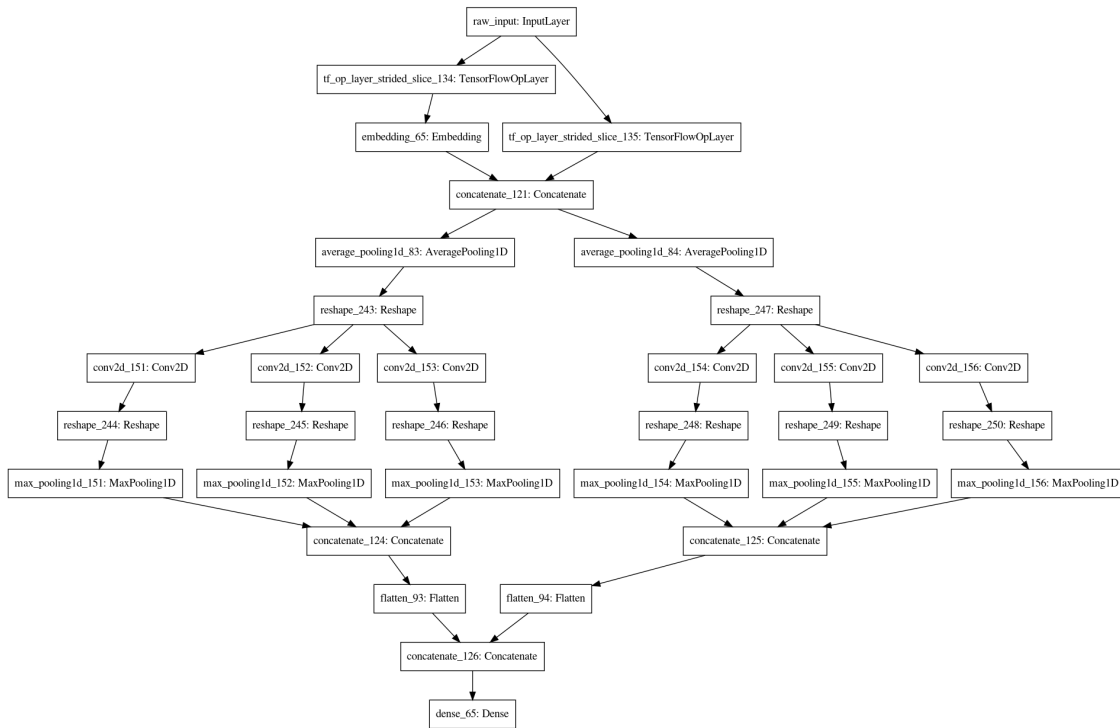 raw_input: InputLayer
tf_op_layer_strided_slice_134: TensorFlowOpLayer
embedding_65: Embedding
tf_op_layer_strided_slice_135: TensorFlowOpLayer
concatenate_121: Concatenate
average_pooling1d_83: AveragePooling1D
average_pooling1d_84: AveragePooling1D
reshape_243: Reshape
reshape_247: Reshape
conv2d_151: Conv2D
conv2d_152: Conv2D
conv2d_153: Conv2D
conv2d_154: Conv2D
conv2d_155: Conv2D
conv2d_156: Conv2D
reshape_244: Reshape
reshape_245: Reshape
reshape_246: Reshape
reshape_248: Reshape
reshape_249: Reshape
reshape_250: Reshape
max_pooling1d_151: MaxPooling1D
max_pooling1d_152: MaxPooling1D
max_pooling1d_153: MaxPooling1D
max_pooling1d_154: MaxPooling1D
max_pooling1d_155: MaxPooling1D
max_pooling1d_156: MaxPooling1D
concatenate_124: Concatenate
concatenate_125: Concatenate
flatten_93: Flatten
flatten_94: Flatten
concatenate_126: Concatenate
dense_65: Dense